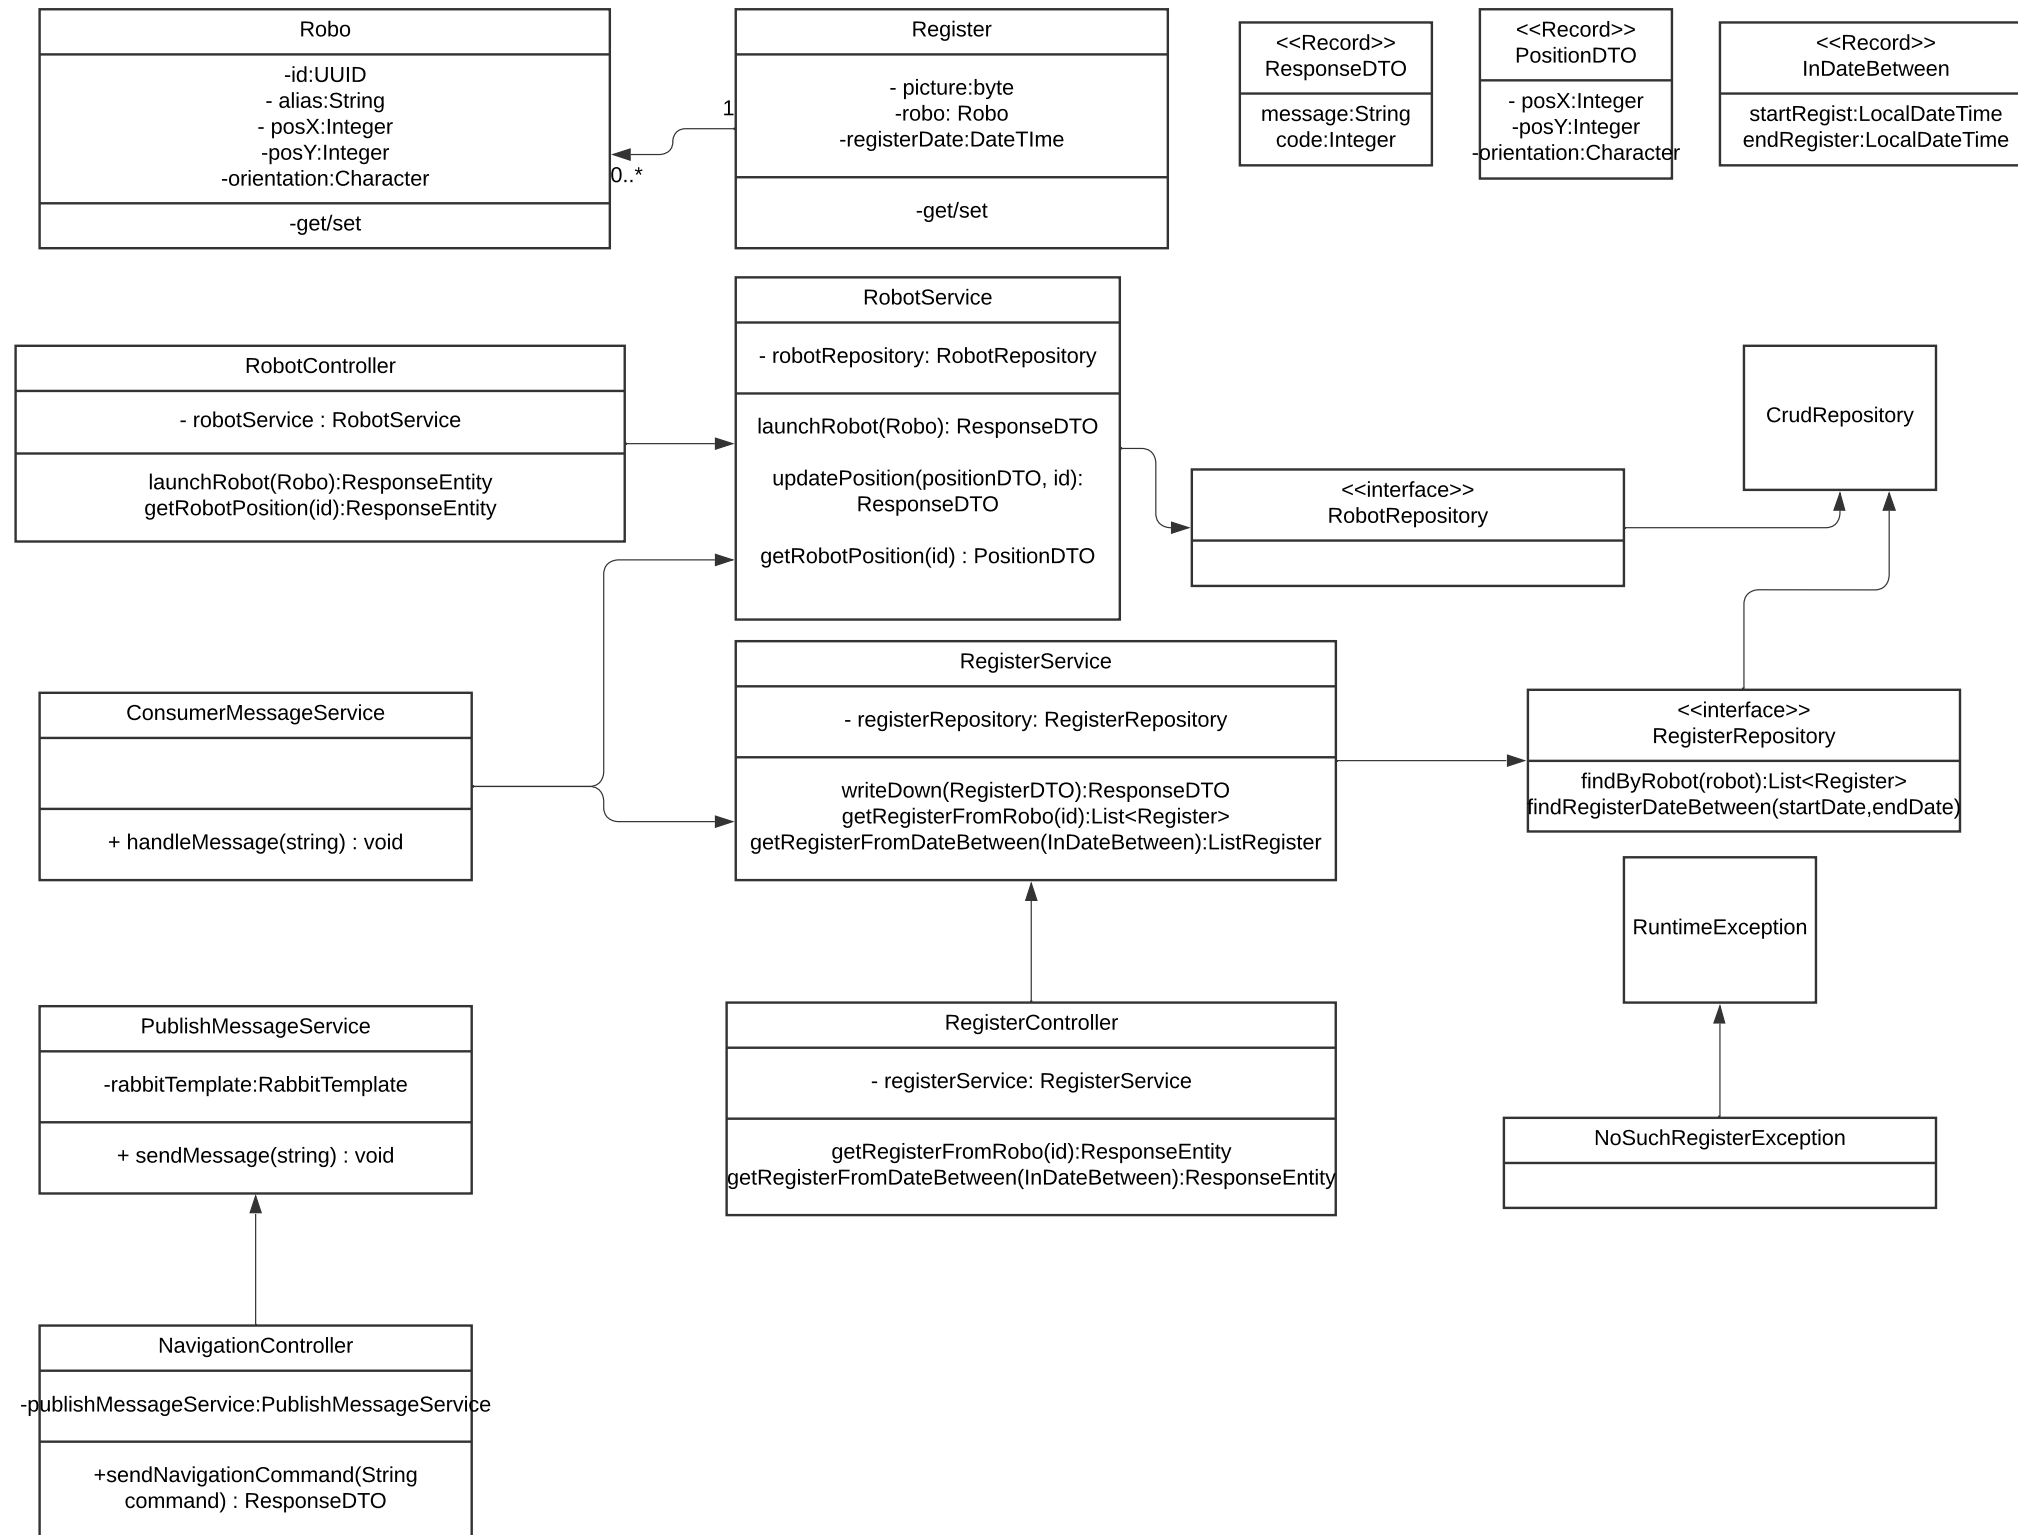 Robo
-id:UUID
- alias:String
- posX:Integer
-posY:Integer
-orientation:Character
-get/set
1
0..*
Register
- picture:byte
-robo: Robo
-registerDate:DateTIme
-get/set
<<Record>>
ResponseDTO
message:String
code:Integer
<<Record>>
PositionDTO
- posX:Integer
-posY:Integer
-orientation:Character
<<Record>>
InDateBetween
startRegist:LocalDateTime
endRegister:LocalDateTime
RobotController
- robotService : RobotService
launchRobot(Robo):ResponseEntity
getRobotPosition(id):ResponseEntity
RobotService
- robotRepository: RobotRepository
launchRobot(Robo): ResponseDTO
updatePosition(positionDTO, id):
ResponseDTO
getRobotPosition(id) : PositionDTO
<<interface>>
RobotRepository
CrudRepository
ConsumerMessageService
+ handleMessage(string) : void
RegisterService
- registerRepository: RegisterRepository
writeDown(RegisterDTO):ResponseDTO
getRegisterFromRobo(id):List<Register>
getRegisterFromDateBetween(InDateBetween):ListRegister
<<interface>>
RegisterRepository
findByRobot(robot):List<Register>
findRegisterDateBetween(startDate,endDate)
RuntimeException
PublishMessageService
-rabbitTemplate:RabbitTemplate
+ sendMessage(string) : void
RegisterController
- registerService: RegisterService
getRegisterFromRobo(id):ResponseEntity
getRegisterFromDateBetween(InDateBetween):ResponseEntity
NoSuchRegisterException
NavigationController
-publishMessageService:PublishMessageService
+sendNavigationCommand(String
command) : ResponseDTO